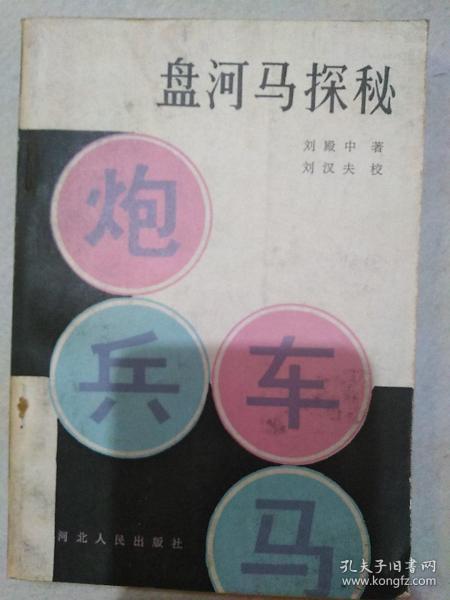 盘河马探秘
刘殿中 著
刘汉夫 校
炮
兵
车
马
河北人民出版社
孔夫子旧书网
www.kongfz.com